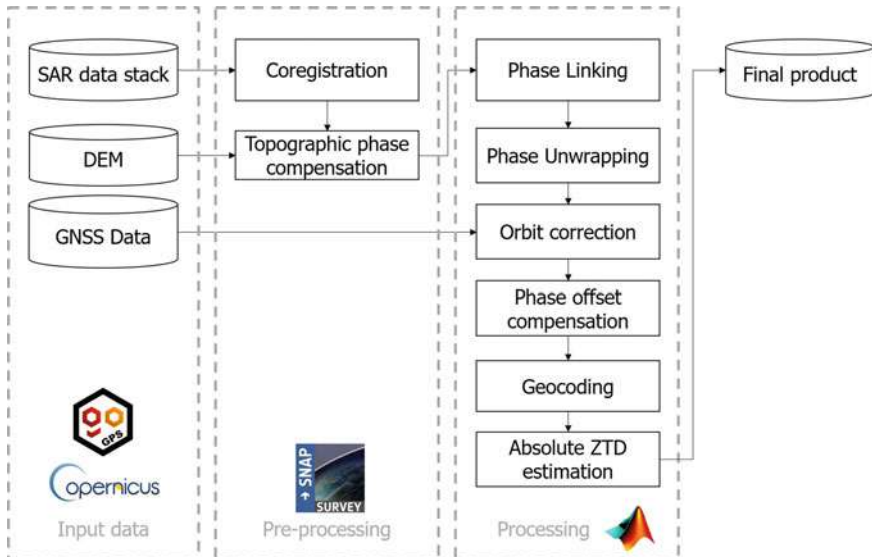 SAR data stack
DEM
GNSS Data
go
GPS
opernicus
Input data
Coregistration
Topographic phase
compensation
SNAP
SURVEY
Pre-processing
Phase Linking
Phase Unwrapping
Orbit correction
Phase offset
compensation
Geocoding
Absolute ZTD
estimation
Processing
Final product